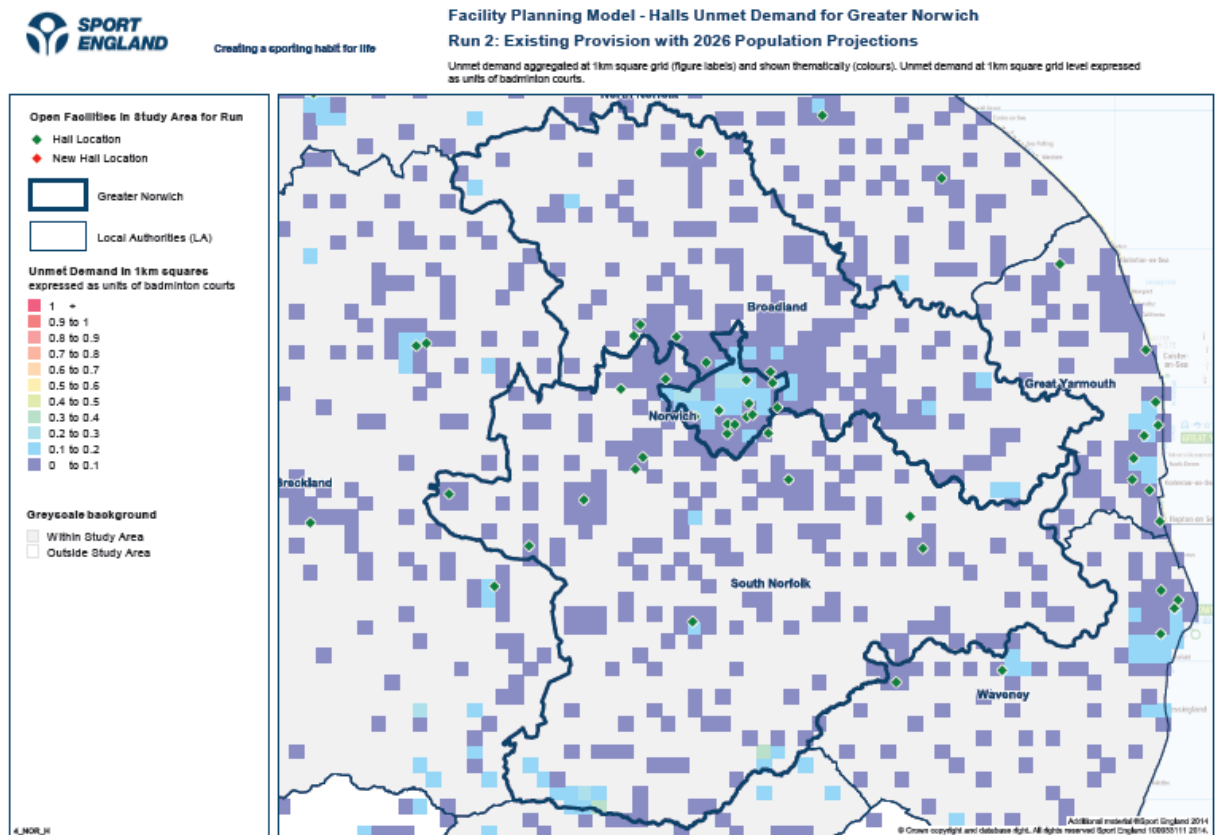 SPORT
ENGLAND
Creating a sporting habit for life
Facility Planning Model - Halls Unmet Demand for Greater Norwich
Run 2: Existing Provision with 2026 Population Projections
Unmet demand aggregated at 1km square grid (figure labels) and shown thematically (colours). Unmet demand at 1km square grid level expressed
as units of badminton courts.
Open Facilities in Study Area for Run
Hall Location
New Hall Location
Greater Norwich
Local Authorities (LA)
Unmet Demand in 1km squares
expressed as units of badminton courts
1 +
0.9 to 1
0.8 to 0.9
0.7 to 0.8
0.6 to 0.7
0.5 to 0.6
0.4 to 0.5
0.3 to 0.4
0.2 to 0.3
0.1 to 0.2
0 to 0.1
Greyscale background
Within Study Area
Outside Study Area
4_NOR_H
North Norfolk
Broadland
Great Yarmouth
Norwich
Breckland
South Norfolk
Waveney
Additional material ©Sport England 2014
© Crown copyright and database right. All rights reserved Sport England 100033111 2014.